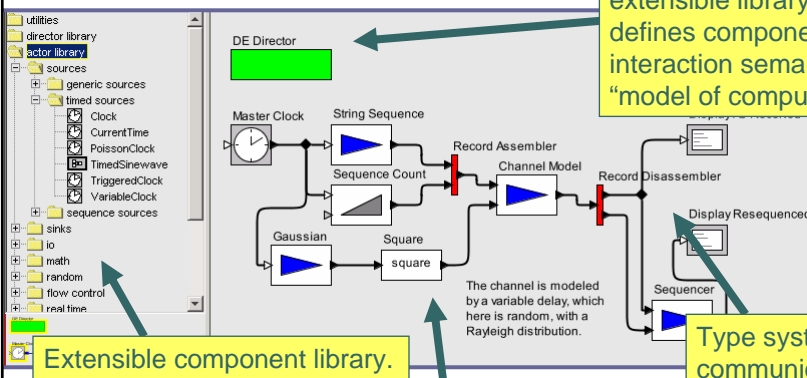 extensible library
defines compone
interaction sema
"model of compu
utilities
director library
actor library
sources
generic sources
timed sources
Clock
CurrentTime
PoissonClock
TimedSinewave
TriggeredClock
VariableClock
sequence sources
sinks
io
math
random
flow control
real time
DE Director
Master Clock
String Sequence
Sequence Count
Record Assembler
Channel Model
Record Disassembler
Gaussian
Square
square
The channel is modeled
by a variable delay, which
here is random, with a
Rayleigh distribution.
Display Resequenced
Sequencer
DE Director
Extensible component library.
Type syst
communic